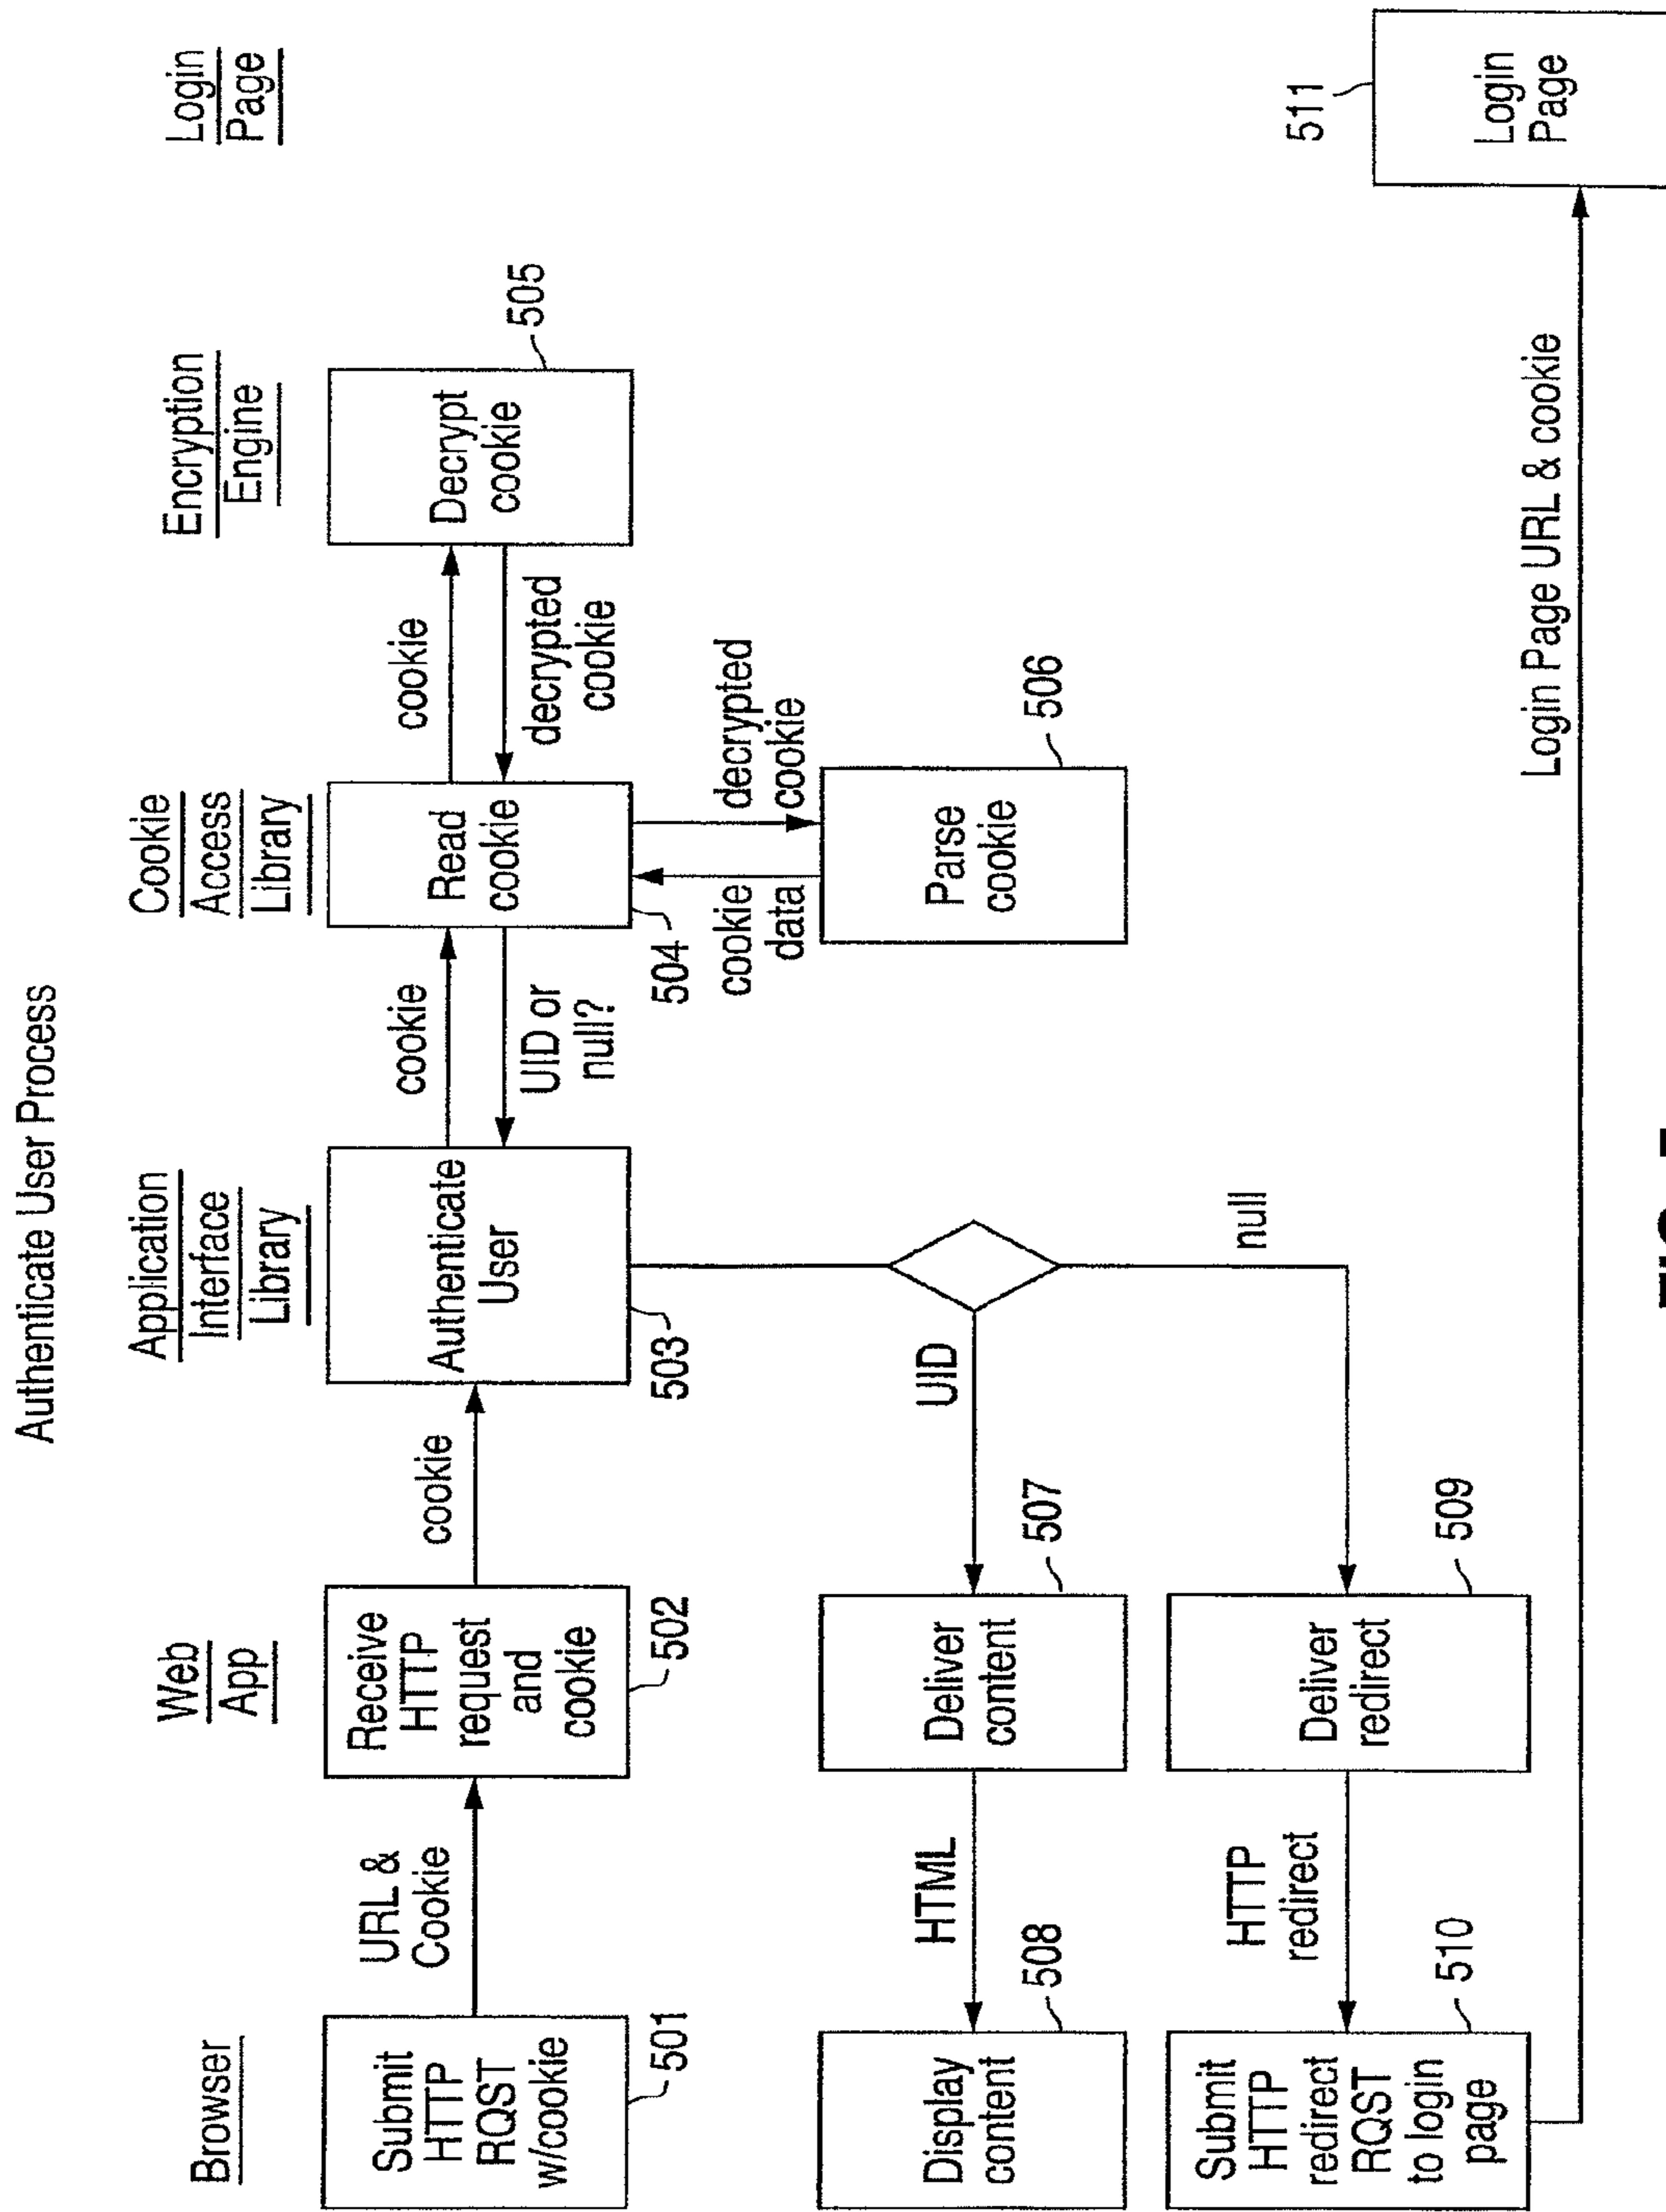 Authenticate User Process
Browser
Web
App
Application
Interface
Library
Cookie
Access
Library
Encryption
Engine
Login
Page
Submit
HTTP
RQST
w/cookie
501
URL &
Cookie
Receive
HTTP
request
and
cookie
502
cookie
Authenticate
User
503
cookie
UID or
null?
Read
cookie
504
cookie
decrypted
cookie
Decrypt
cookie
505
cookie
data
decrypted
cookie
Parse
cookie
506
UID
Deliver
content
507
HTML
Display
content
508
null
Deliver
redirect
509
HTTP
redirect
Submit
HTTP
redirect
RQST
to login
page
510
Login Page URL & cookie
Login
Page
511